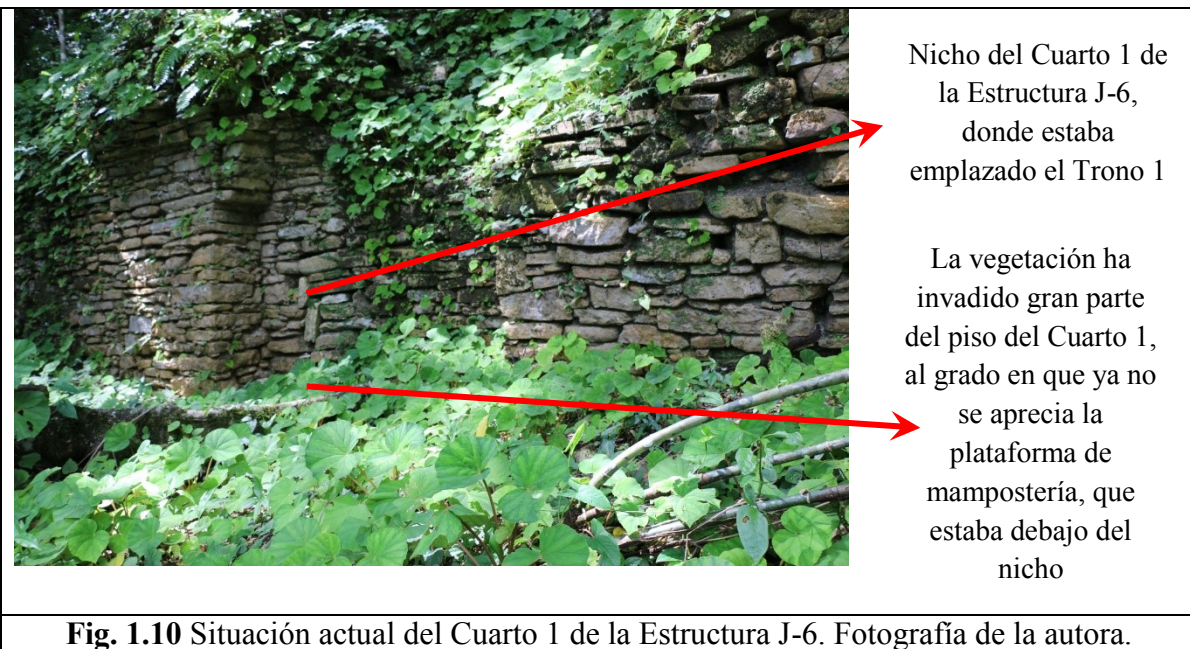 Nicho del Cuarto 1 de
la Estructura J-6,
donde estaba
emplazado el Trono 1
La vegetación ha
invadido gran parte
del piso del Cuarto 1,
al grado en que ya no
se aprecia la
plataforma de
mampostería, que
estaba debajo del
nicho
Fig. 1.10 Situación actual del Cuarto 1 de la Estructura J-6. Fotografía de la autora.